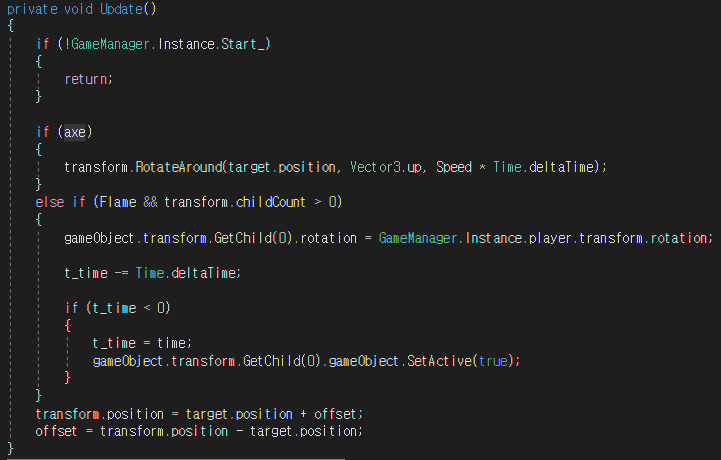 private void Update()
{
if (!GameManager.Instance.Start_)
{
return;
}
if (axe)
{
transform.RotateAround(target.position, Vector3.up, Speed * Time.deltaTime);
}
else if (Flame && transform.childCount > 0)
{
gameObject.transform.GetChild(0).rotation = GameManager.Instance.player.transform.rotation;
t_time -= Time.deltaTime;
if (t_time < 0)
{
t_time = time;
gameObject.transform.GetChild(0).gameObject.SetActive(true);
}
}
transform.position = target.position + offset;
offset = transform.position - target.position;
}